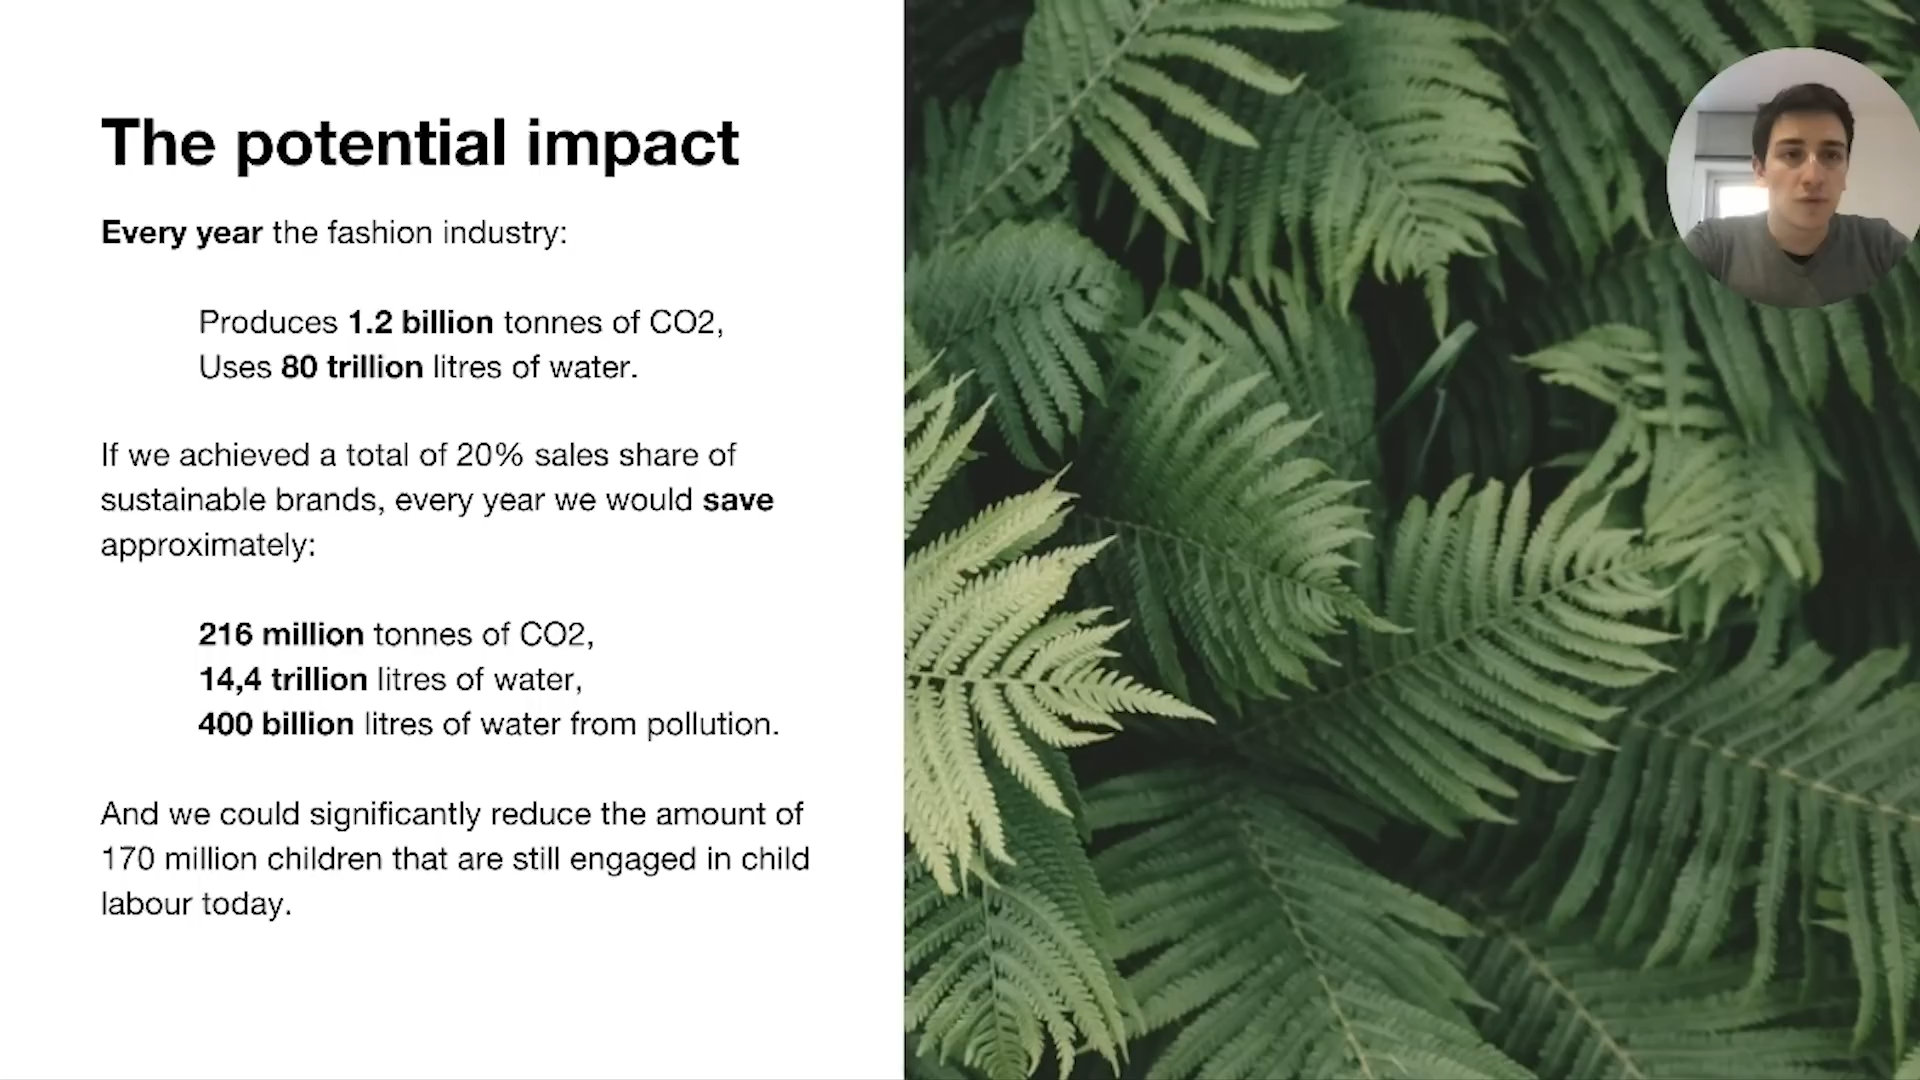 The potential impact
Every year the fashion industry:
Produces 1.2 billion tonnes of CO2,
Uses 80 trillion litres of water.
If we achieved a total of 20% sales share of
sustainable brands, every year we would save
approximately:
216 million tonnes of CO2,
14,4 trillion litres of water,
400 billion litres of water from pollution.
And we could significantly reduce the amount of
170 million children that are still engaged in child
labour today.